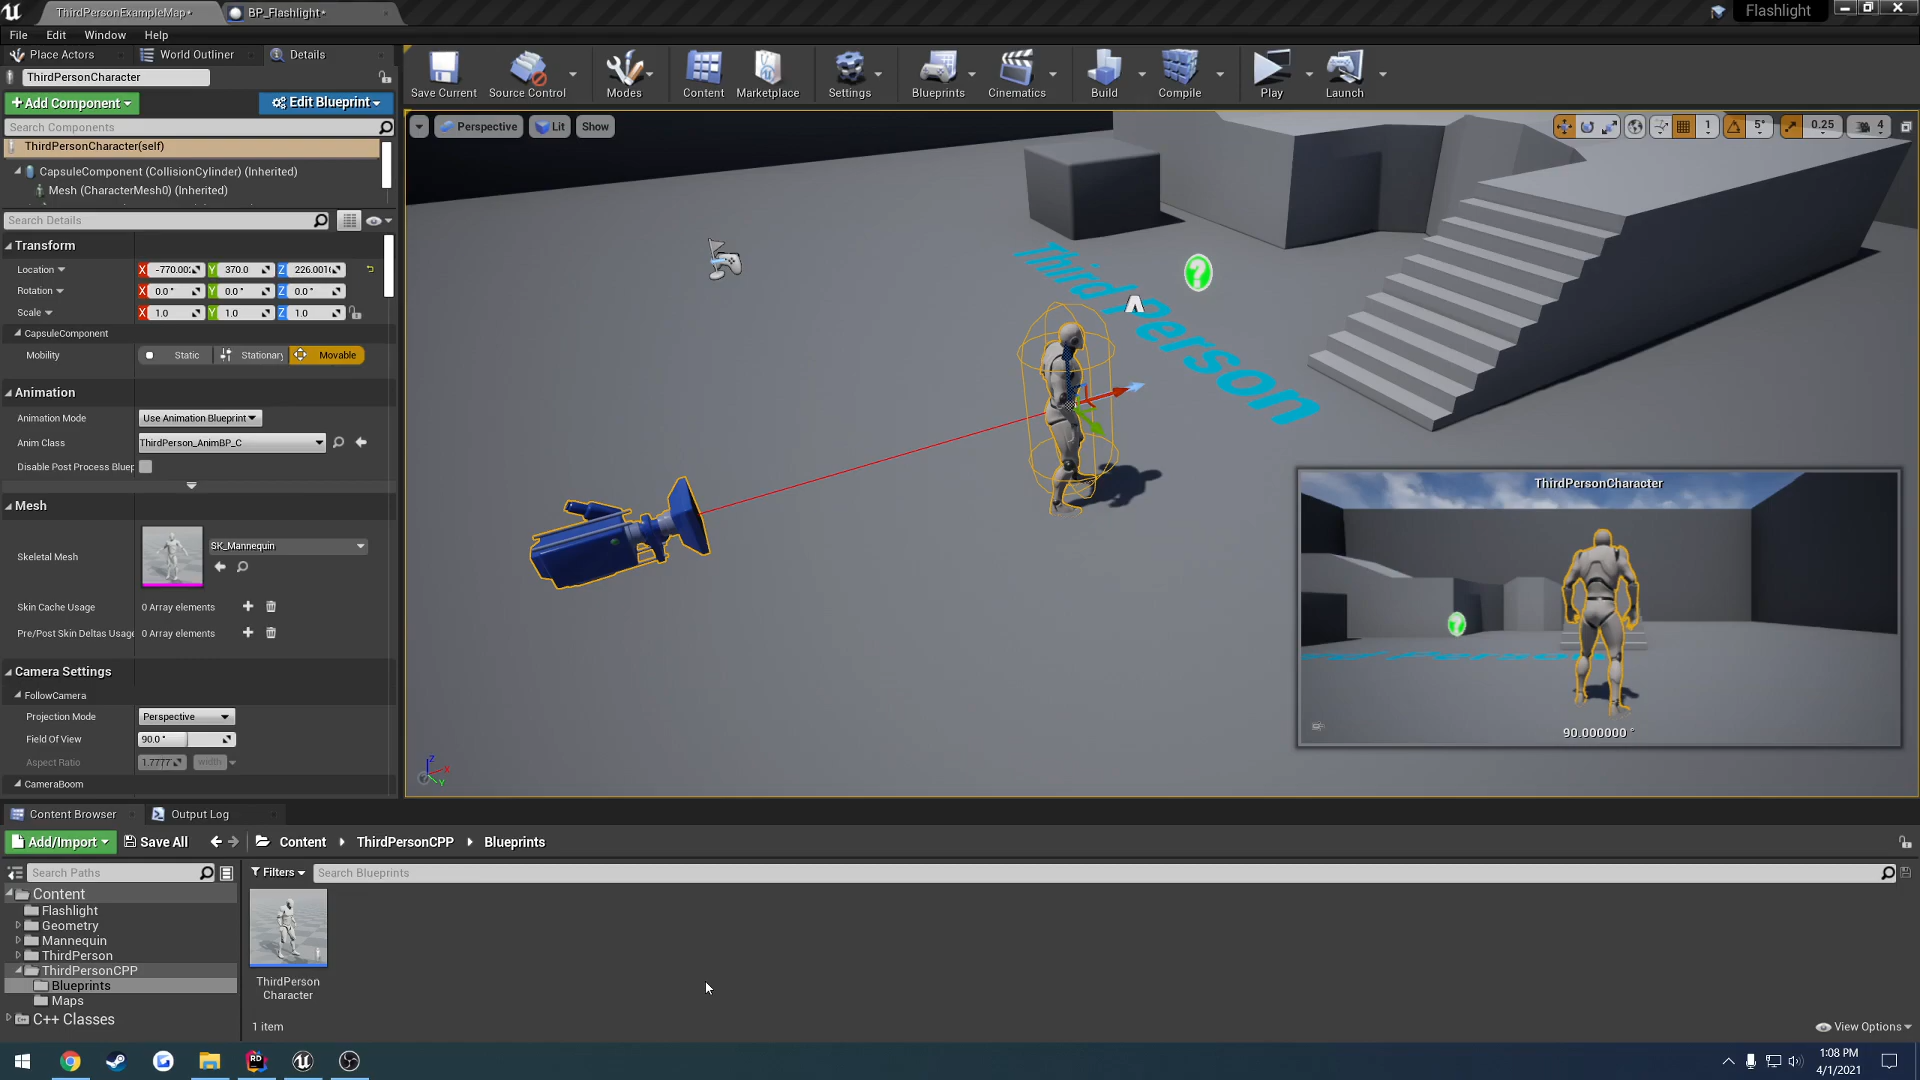 ThirdPersonExampleMap*
BP_Flashlight*
Flashlight
File Edit Window Help
Place Actors World Outliner Details
ThirdPersonCharacter
+Add Component Edit Blueprint
Search Components
ThirdPersonCharacter(self)
CapsuleComponent (CollisionCylinder) (Inherited)
Mesh (CharacterMesh0) (Inherited)
Search Details
Transform
Location X -770.00 Y 370.0 Z 226.001
Rotation X 0.0 ° Y 0.0 ° Z 0.0 °
Scale X 1.0 Y 1.0 Z 1.0
CapsuleComponent
Mobility Static Stationary Movable
Animation
Animation Mode Use Animation Blueprint
Anim Class ThirdPerson_AnimBP_C
Disable Post Process Bluep
Mesh
Skeletal Mesh SK_Mannequin
Skin Cache Usage 0 Array elements
Pre/Post Skin Deltas Usage 0 Array elements
Camera Settings
FollowCamera
Projection Mode Perspective
Field Of View 90.0 °
Aspect Ratio 1.7777 width
CameraBoom
Save Current Source Control Modes Content Marketplace Settings Blueprints Cinematics Build Compile Play Launch
Perspective Lit Show
1 5° 0.25 4
Third Person
ThirdPersonCharacter
90.000000 °
Z X Y
Content Browser Output Log
Add/Import Save All Content ThirdPersonCPP Blueprints
Search Paths Filters Search Blueprints
Content
Flashlight
Geometry
Mannequin
ThirdPerson
ThirdPersonCPP
Blueprints
Maps
C++ Classes
ThirdPerson
Character
1 item
View Options
RD
1:08 PM
4/1/2021